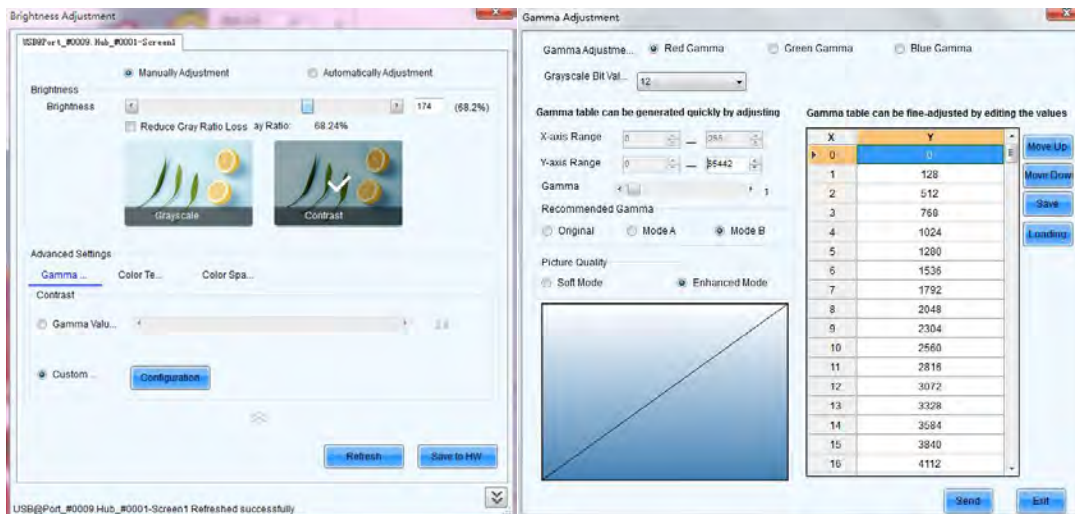 Brightness Adjustment
USB@Port_#0009.Hub_#0001-Screen1
Manually Adjustment
Automatically Adjustment
Brightness
Brightness
174
(68.2%)
Reduce Gray Ratio Loss ay Ratio: 68.24%
Grayscale
Contrast
Advanced Settings
Gamma ...
Color Te...
Color Spa...
Contrast
Gamma Valu...
Custom ...
Configuration
Refresh
Save to HW
USB@Port_#0009.Hub_#0001-Screen1 Refreshed successfully
Gamma Adjustment
Gamma Adjustme...
Red Gamma
Green Gamma
Blue Gamma
Grayscale Bit Val...
12
Gamma table can be generated quickly by adjusting
X-axis Range 0 — 255
Y-axis Range 0 — 65442
Gamma 1
Recommended Gamma
Original
Mode A
Mode B
Picture Quality
Soft Mode
Enhanced Mode
Gamma table can be fine-adjusted by editing the values
X Y
0 0
1 128
2 512
3 768
4 1024
5 1280
6 1536
7 1792
8 2048
9 2304
10 2560
11 2816
12 3072
13 3328
14 3584
15 3840
16 4112
Move Up
Move Dow
Save
Loading
Send
Exit